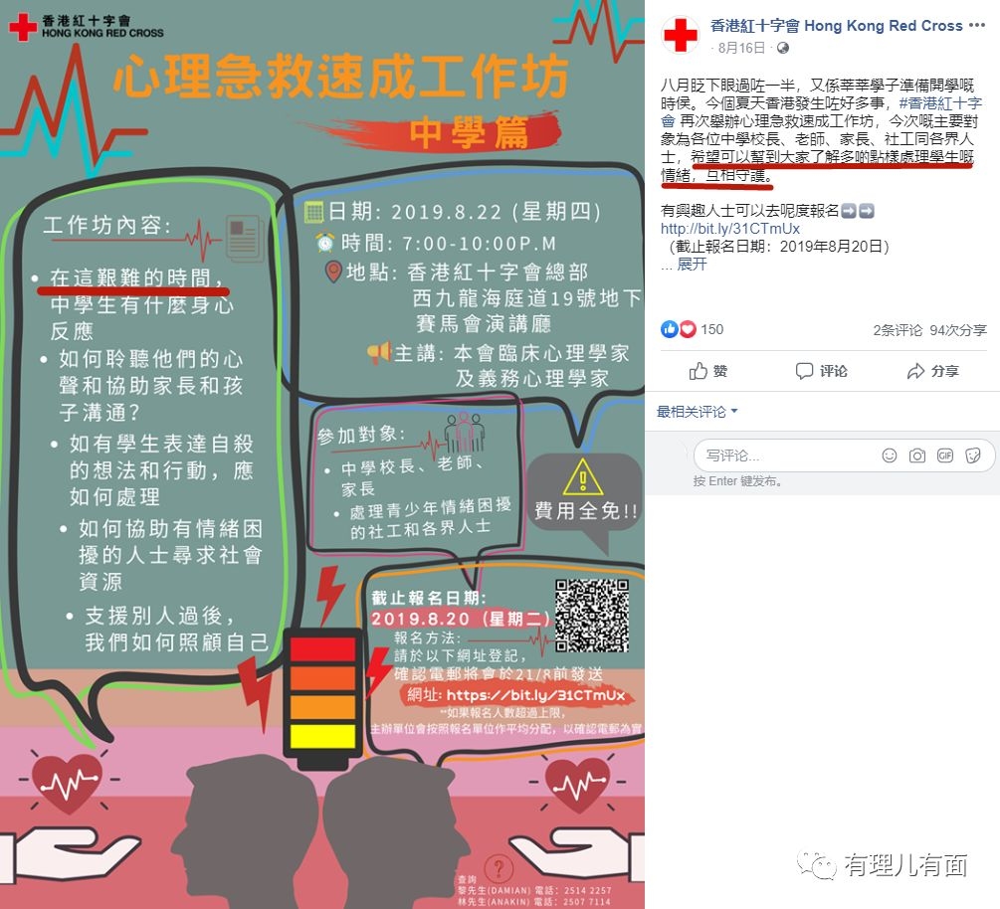 香港紅十字會
HONG KONG RED CROSS
心理急救速成工作坊
中學篇
工作坊內容:
• 在這艱難的時間，
中學生有什麼身心
反應
• 如何聆聽他們的心
聲和協助家長和孩
子溝通?
• 如有學生表達自殺
的想法和行動，應
如何處理
• 如何協助有情緒困
擾的人士尋求社會
資源
• 支援別人過後，
我們如何照顧自己
日期: 2019.8.22 (星期四)
時間: 7:00-10:00P.M
地點: 香港紅十字會總部
西九龍海庭道19號地下
賽馬會演講廳
主講: 本會臨床心理學家
及義務心理學家
參加對象:
• 中學校長、老師、
家長
• 處理青少年情緒困擾
的社工和各界人士
費用全免!!
截止報名日期:
2019.8.20 (星期二)
報名方法:
請於以下網址登記，
確認電郵將會於21/8前發送
網址: https://bit.ly/31CTmUx
**如果報名人數超過上限，
主辦單位會按照報名單位作平均分配，以確認電郵為實
?
查詢
黎先生(DAMIAN) 電話: 2514 2257
林先生(ANAKIN) 電話: 2507 7114
香港紅十字會 Hong Kong Red Cross
8月16日
八月眨下眼過咗一半，又係莘莘學子準備開學嘅
時侯。今個夏天香港發生咗好多事，#香港紅十字
會 再次舉辦心理急救速成工作坊，今次嘅主要對
象為各位中學校長、老師、家長、社工同各界人
士，希望可以幫到大家了解多啲點樣處理學生嘅
情緒，互相守護。
有興趣人士可以去呢度報名➡➡
http://bit.ly/31CTmUx
（截止報名日期：2019年8月20日）
... 展开
150
2条评论 94次分享
赞 评论 分享
最相关评论
写评论...
GIF
按 Enter 键发布。
有理儿有面